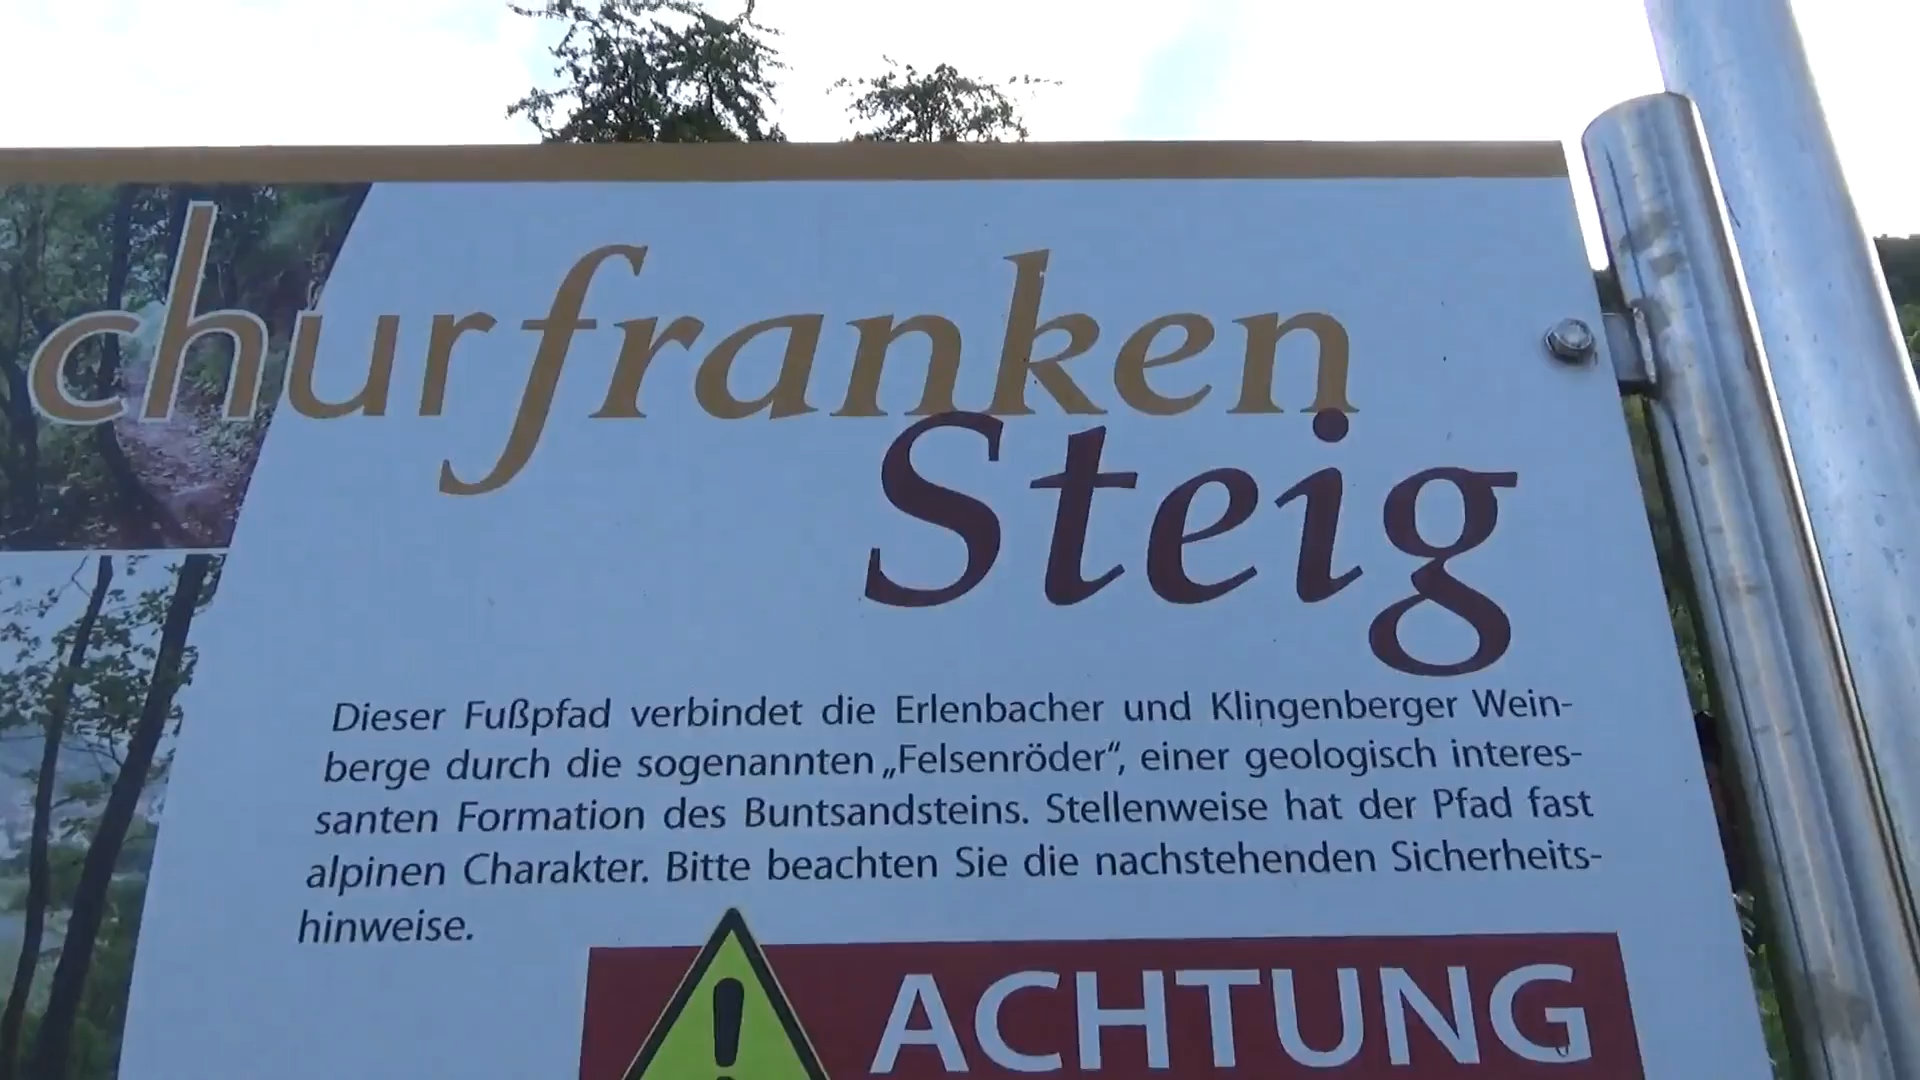 churfranken
Steig
Dieser Fußpfad verbindet die Erlenbacher und Klingenberger Wein-
berge durch die sogenannten „Felsenröder“, einer geologisch interes-
santen Formation des Buntsandsteins. Stellenweise hat der Pfad fast
alpinen Charakter. Bitte beachten Sie die nachstehenden Sicherheits-
hinweise.
ACHTUNG